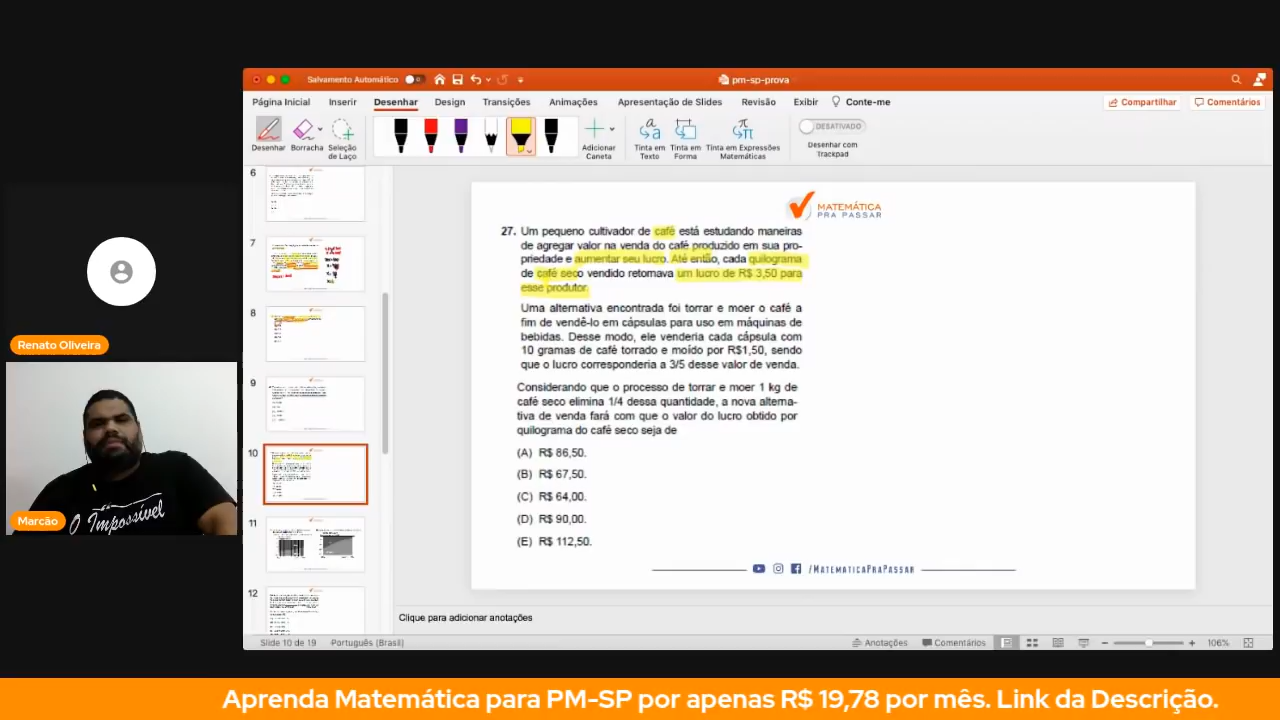 Salvamento Automático
pm-sp-prova
Página Inicial Inserir Desenhar Design Transições Animações Apresentação de Slides Revisão Exibir Conte-me
Compartilhar Comentários
Desenhar Borracha Seleção de Laço Adicionar Caneta Tinta em Texto Tinta em Forma Tinta em Expressões Matemáticas DESATIVADO Desenhar com Trackpad
6
7
8
9
10
11
12
MATEMÁTICA
PRA PASSAR
27. Um pequeno cultivador de café está estudando maneiras
de agregar valor na venda do café produzido em sua pro-
priedade e aumentar seu lucro. Até então, cada quilograma
de café seco vendido retornava um lucro de R$ 3,50 para
esse produtor.
Uma alternativa encontrada foi torrar e moer o café a
fim de vendê-lo em cápsulas para uso em máquinas de
bebidas. Desse modo, ele venderia cada cápsula com
10 gramas de café torrado e moído por R$1,50, sendo
que o lucro corresponderia a 3/5 desse valor de venda.
Considerando que o processo de torrar e moer 1 kg de
café seco elimina 1/4 dessa quantidade, a nova alterna-
tiva de venda fará com que o valor do lucro obtido por
quilograma do café seco seja de
(A) R$ 86,50.
(B) R$ 67,50.
(C) R$ 64,00.
(D) R$ 90,00.
(E) R$ 112,50.
/MATEMATICAPRAPASSAR
Clique para adicionar anotações
Slide 10 de 19 Português (Brasil) Anotações Comentários 106%
Renato Oliveira
O Impossível
Marcão
Aprenda Matemática para PM-SP por apenas R$ 19,78 por mês. Link da Descrição.